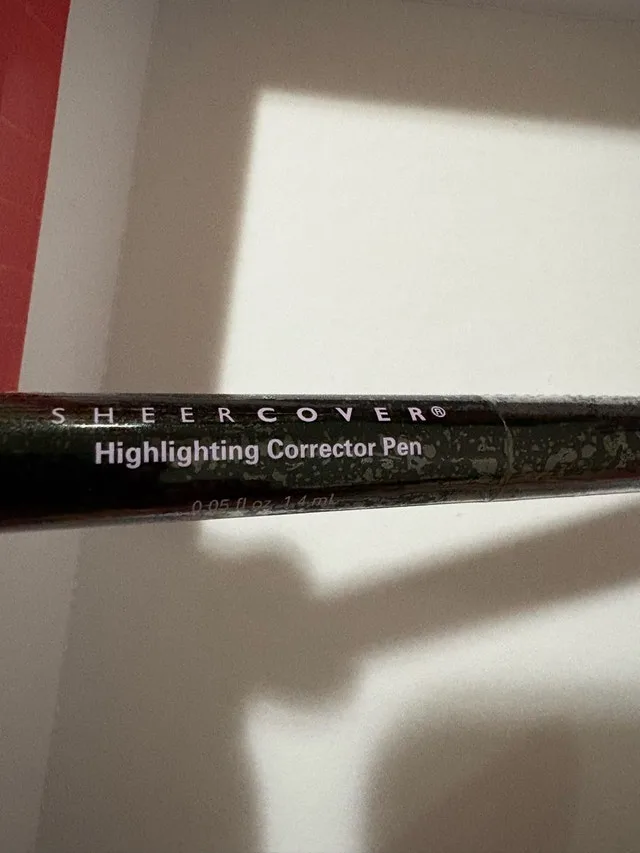 SHEERCOVER®
Highlighting Corrector Pen
0.05 fl oz 1.4 mL